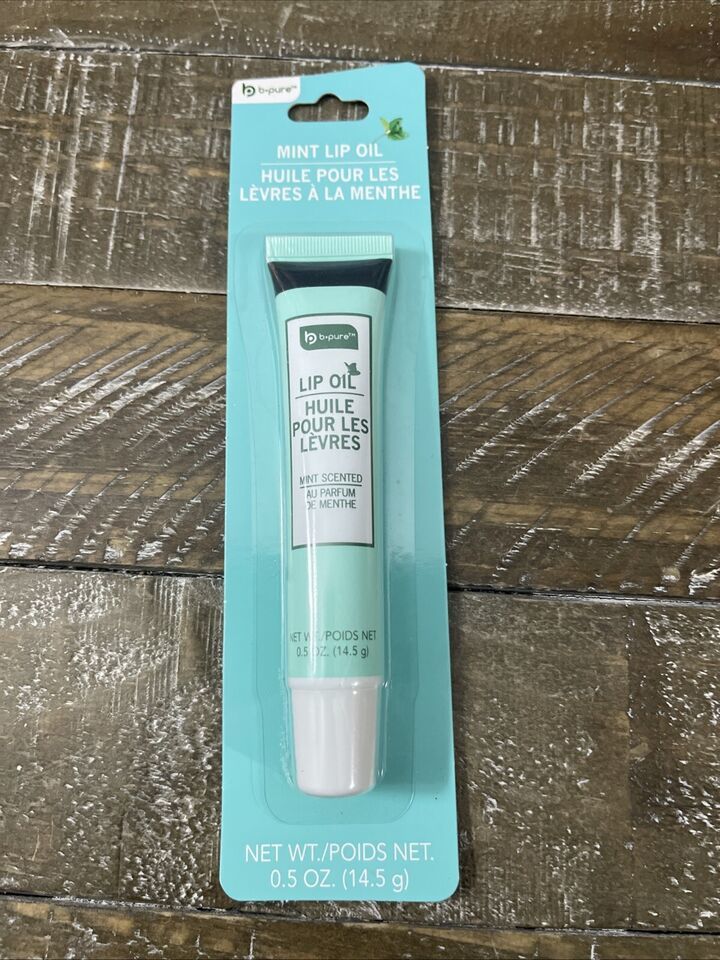 b•pure™
MINT LIP OIL
HUILE POUR LES
LÈVRES À LA MENTHE
b•pure™
LIP OIL
HUILE
POUR LES
LÈVRES
MINT SCENTED
AU PARFUM
DE MENTHE
NET WT./POIDS NET
0.5 OZ. (14.5 g)
NET WT./POIDS NET.
0.5 OZ. (14.5 g)